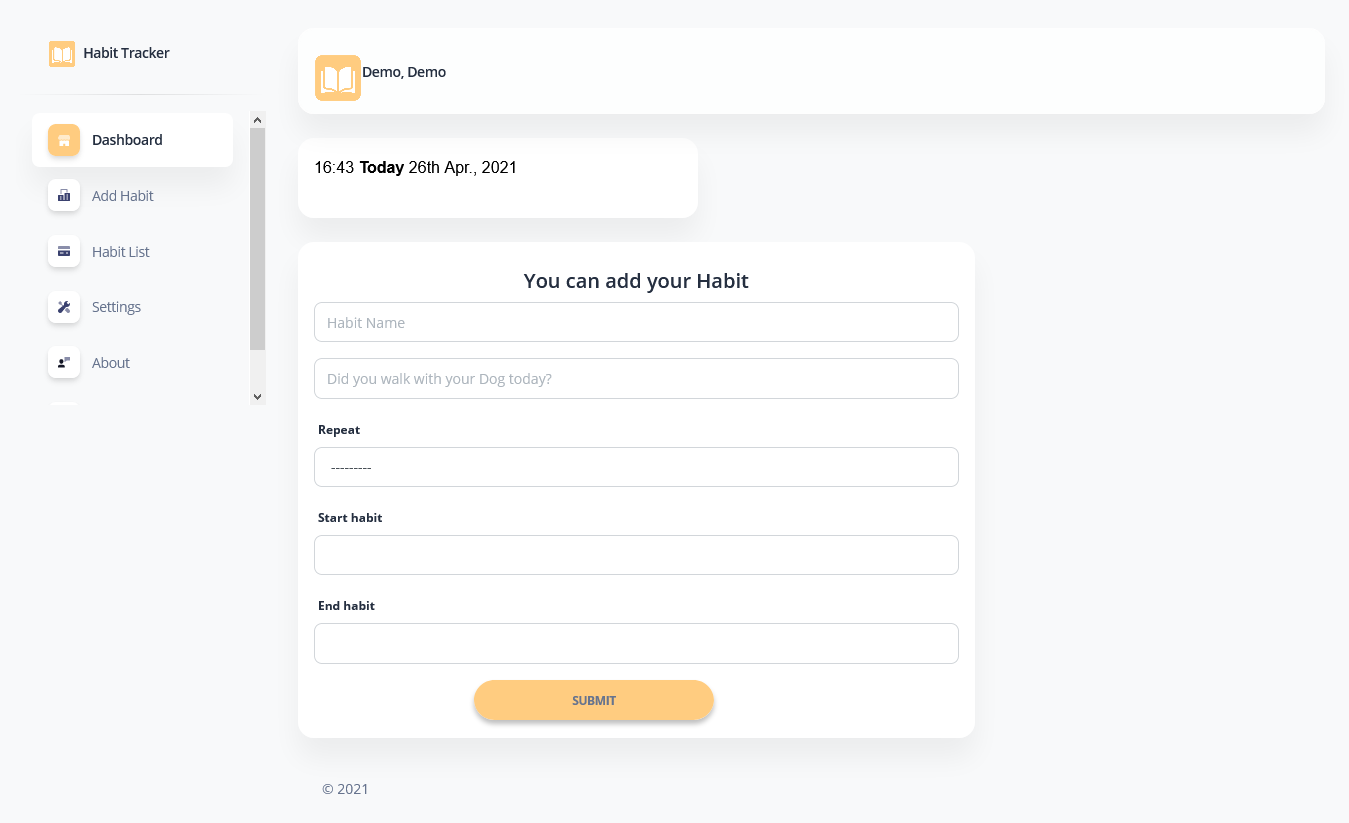 Habit Tracker
Dashboard
Add Habit
Habit List
Settings
About
Demo, Demo
16:43 Today 26th Apr., 2021
You can add your Habit
Habit Name
Did you walk with your Dog today?
Repeat
---------
Start habit
End habit
SUBMIT
© 2021